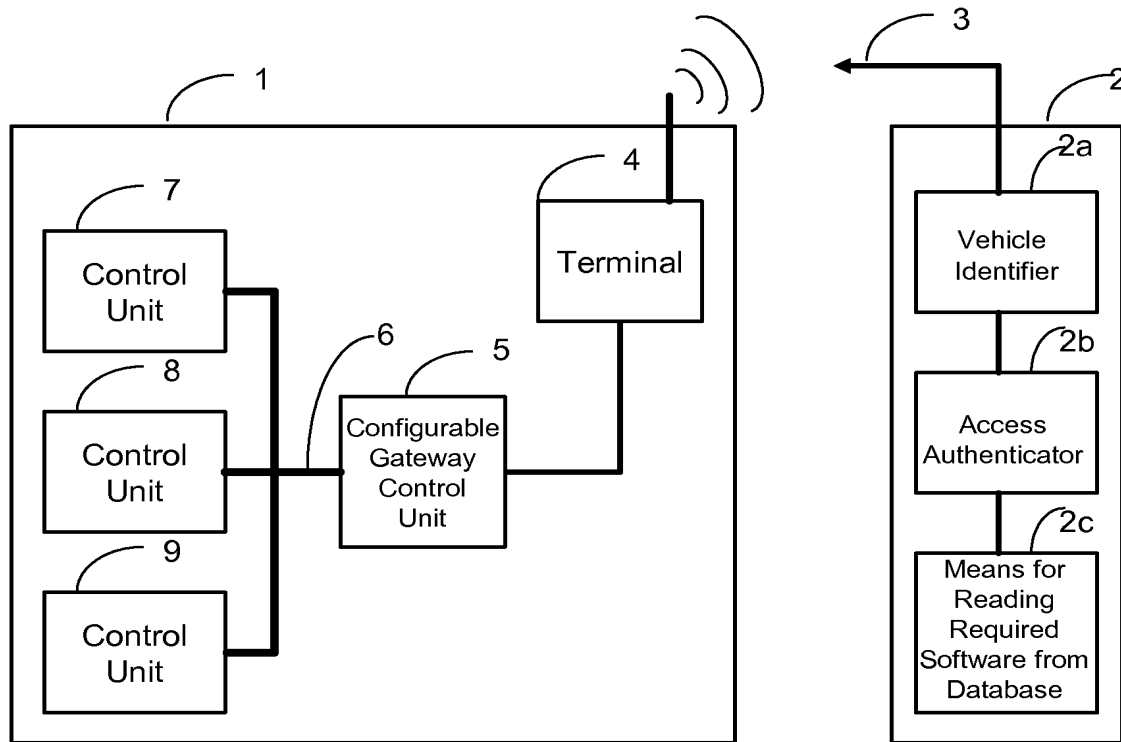 3
1
2
4
2a
7
Control
Unit
Terminal
Vehicle
Identifier
6
5
2b
8
Control
Unit
Configurable
Gateway
Control
Unit
Access
Authenticator
2c
9
Control
Unit
Means for
Reading
Required
Software from
Database